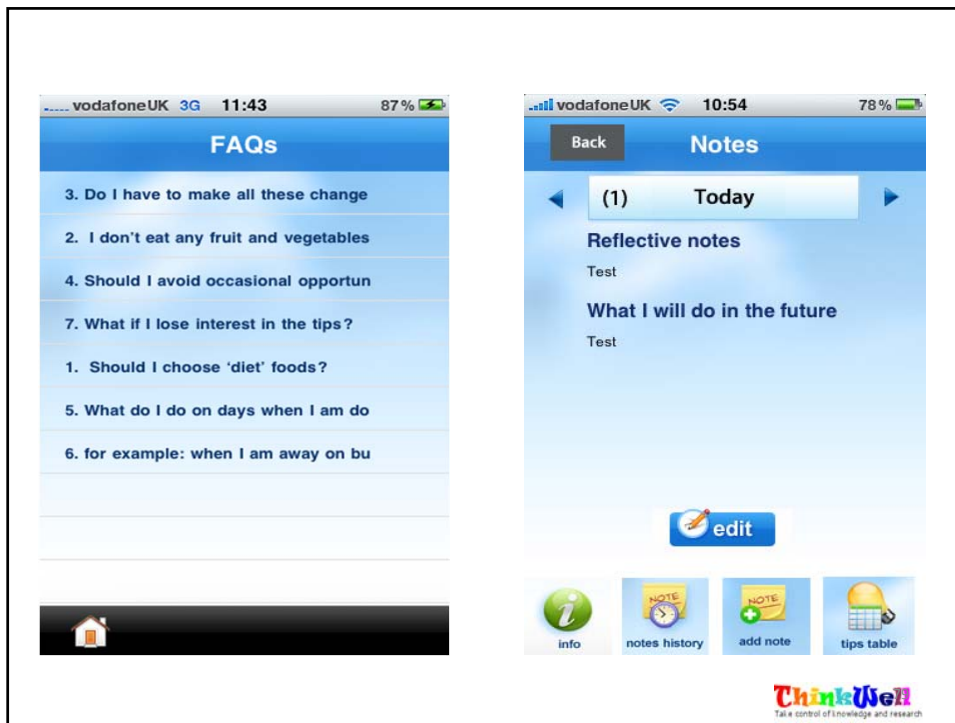 vodafoneUK 3G 11:43 87%
FAQs
3. Do I have to make all these change
2. I don't eat any fruit and vegetables
4. Should I avoid occasional opportun
7. What if I lose interest in the tips?
1. Should I choose ‘diet’ foods?
5. What do I do on days when I am do
6. for example: when I am away on bu
vodafoneUK 10:54 78%
Back Notes
(1) Today
Reflective notes
Test
What I will do in the future
Test
edit
info
NOTE
notes history
NOTE
add note
tips table
ThinkWell
Take control of knowledge and research